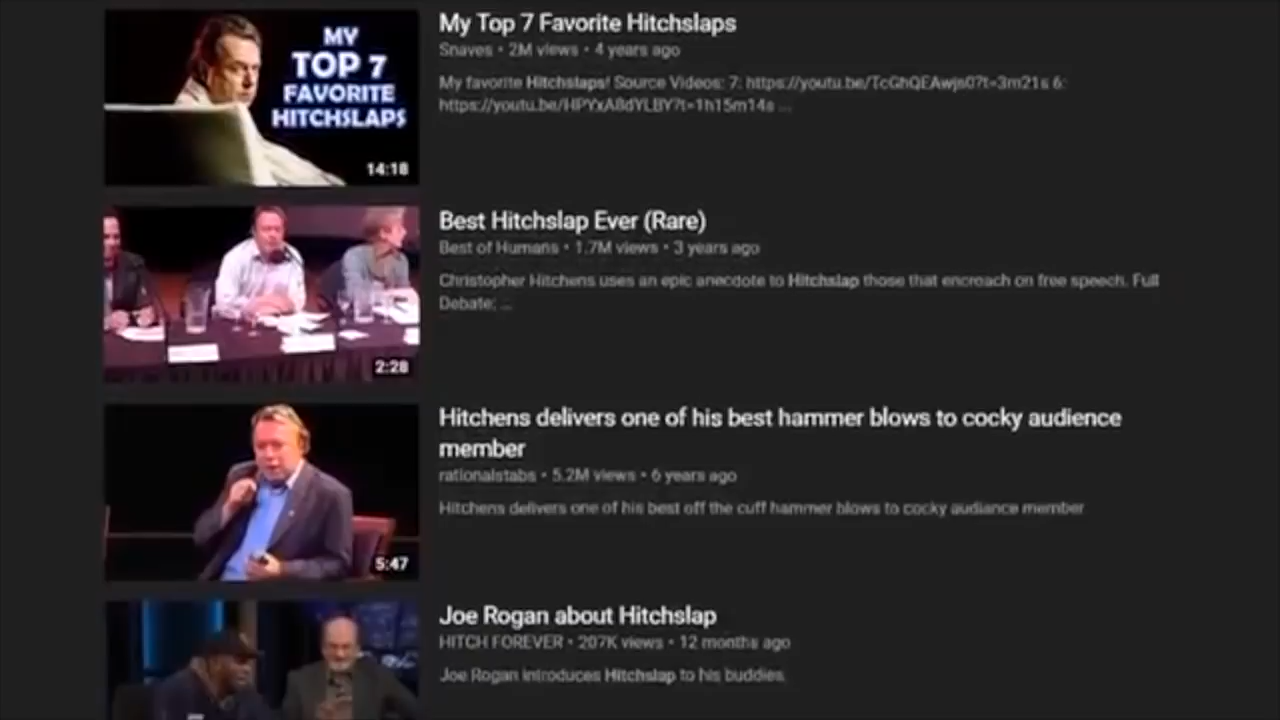 MY
TOP 7
FAVORITE
HITCHSLAPS
14:18
My Top 7 Favorite Hitchslaps
Snaves • 2M views • 4 years ago
My favorite Hitchslaps! Source Videos: 7: https://youtu.be/TcGhQEAwjs0?t=3m21s 6:
https://youtu.be/HPYxA8dYLBY?t=1h15m14s ...
2:28
Best Hitchslap Ever (Rare)
Best of Humans • 1.7M views • 3 years ago
Christopher Hitchens uses an epic anecdote to Hitchslap those that encroach on free speech. Full
Debate: ...
5:47
Hitchens delivers one of his best hammer blows to cocky audience
member
rationalstabs • 5.2M views • 6 years ago
Hitchens delivers one of his best off the cuff hammer blows to cocky audience member
Joe Rogan about Hitchslap
HITCH FOREVER • 207K views • 12 months ago
Joe Rogan introduces Hitchslap to his buddies.